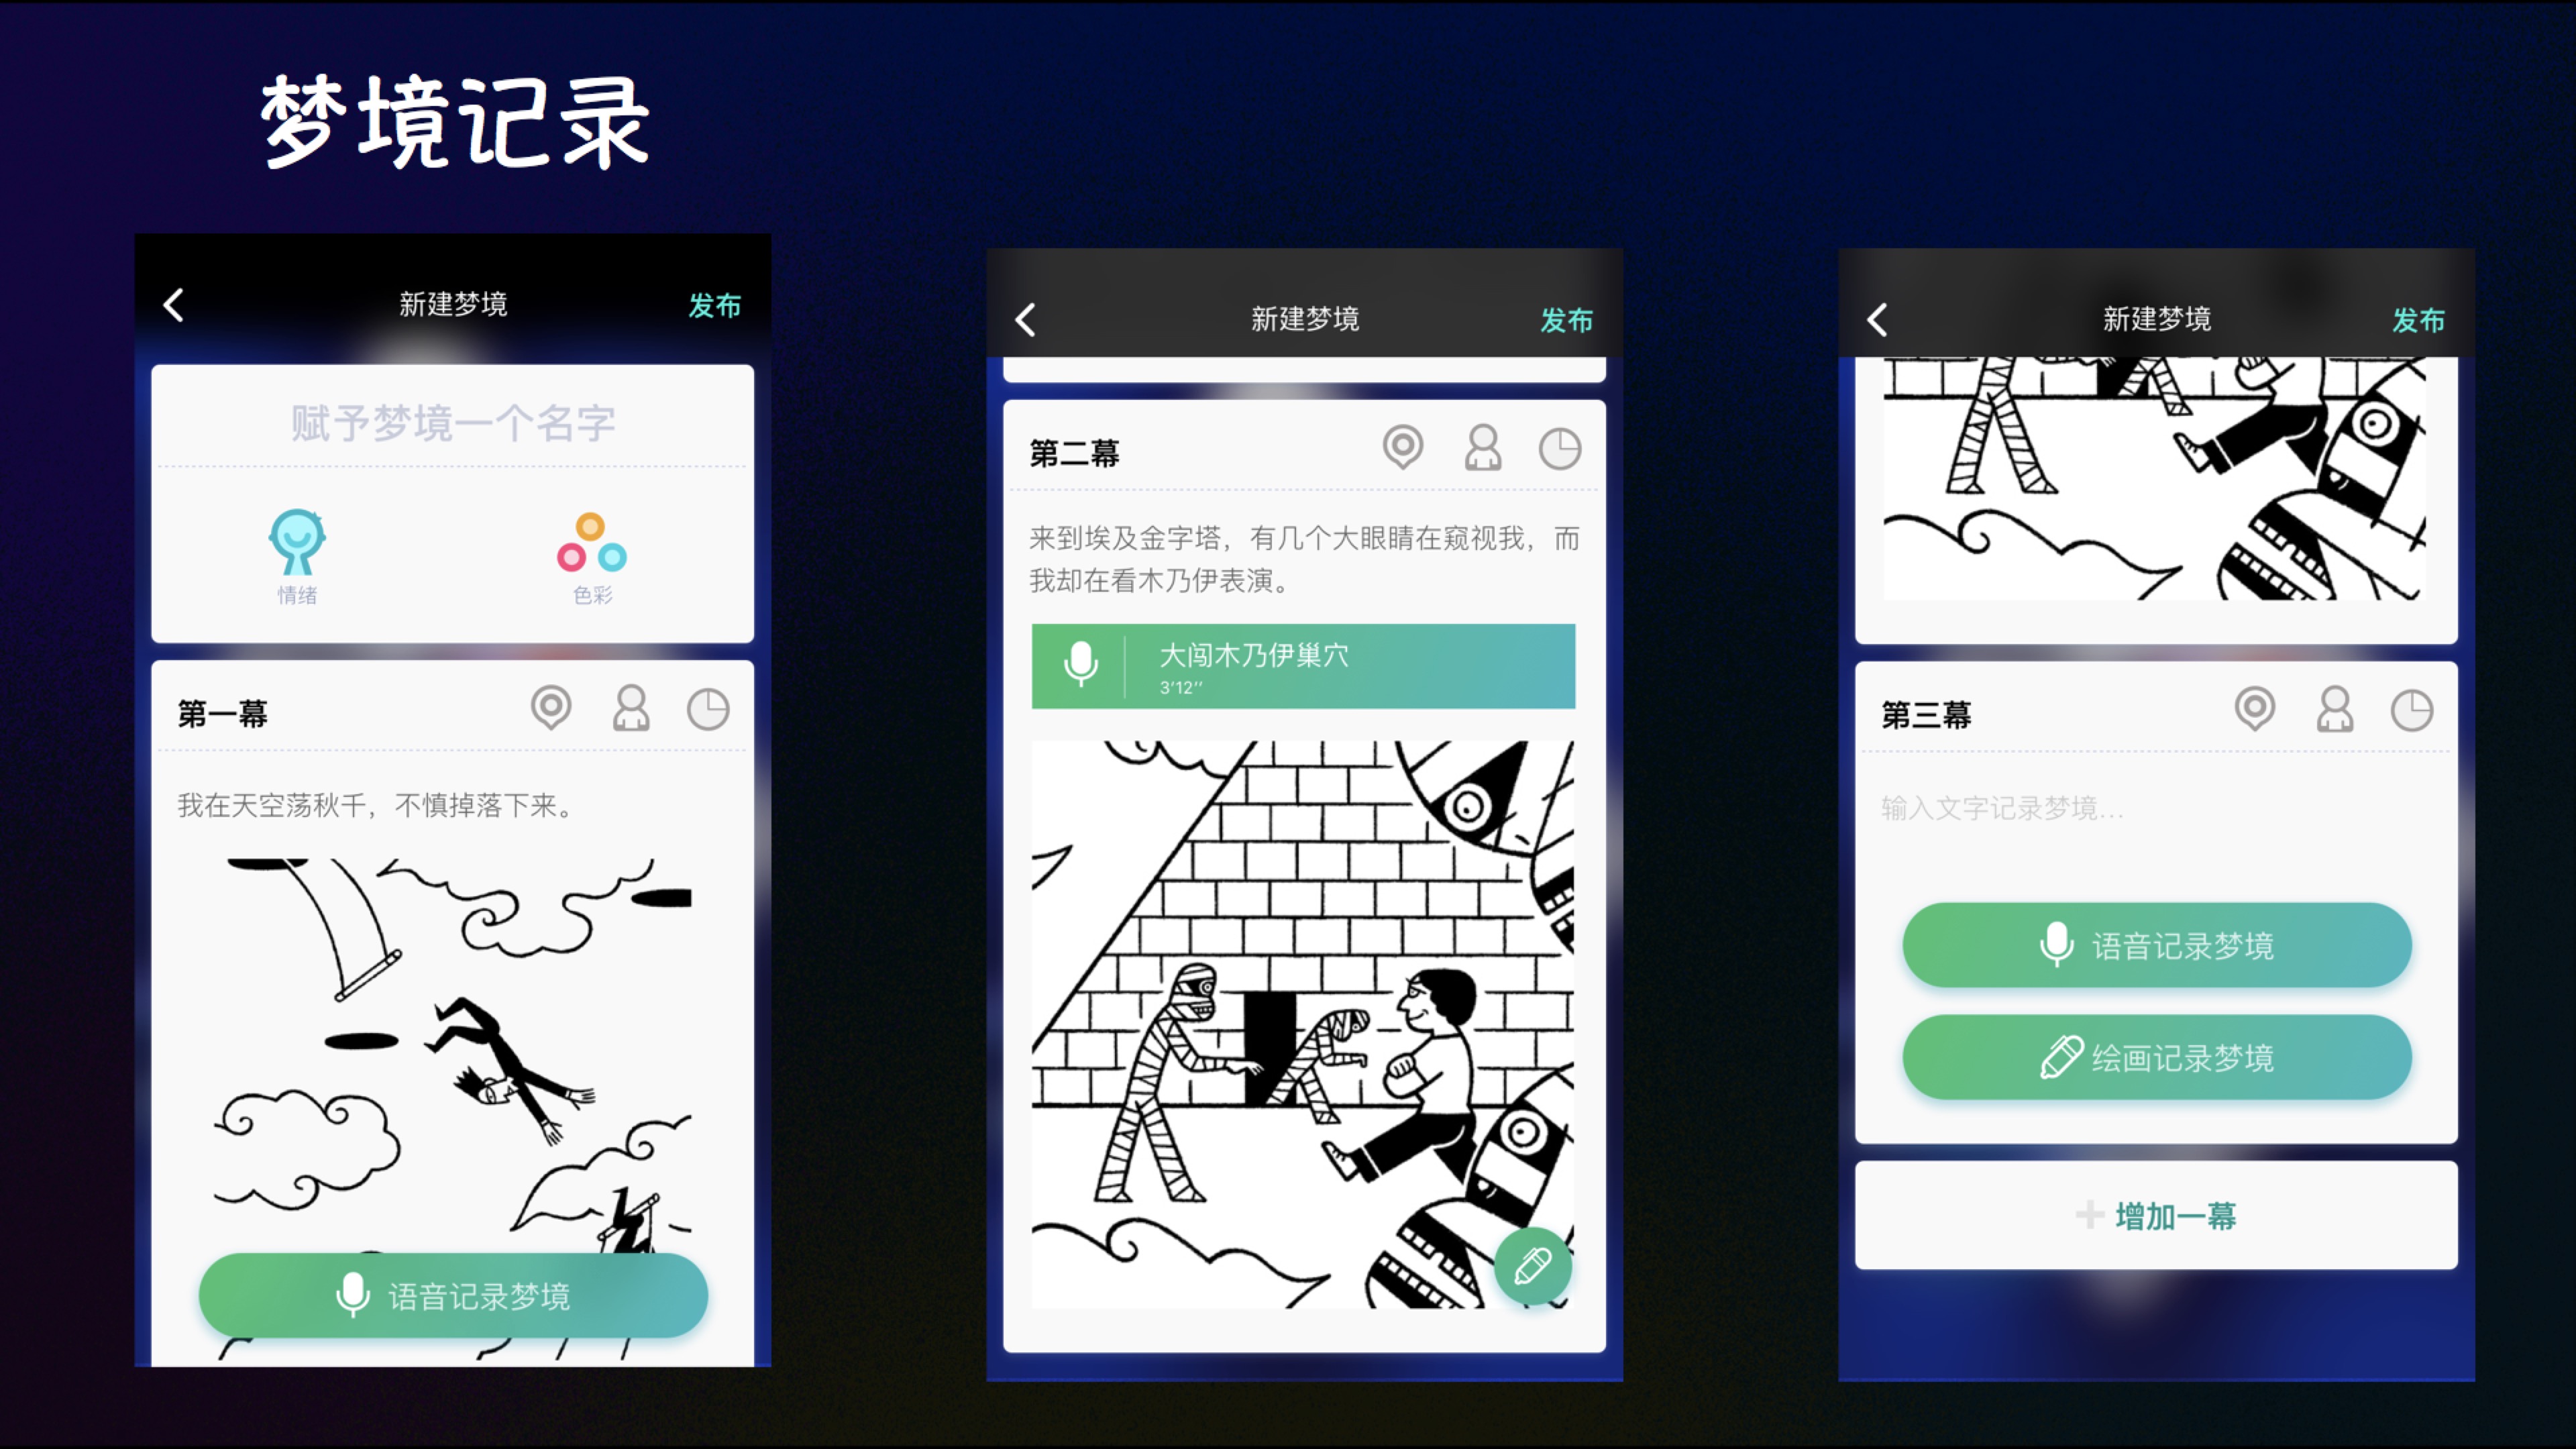 梦境记录
新建梦境
发布
赋予梦境一个名字
情绪
色彩
第一幕
我在天空荡秋千，不慎掉落下来。
语音记录梦境
新建梦境
发布
第二幕
来到埃及金字塔，有几个大眼睛在窥视我，而
我却在看木乃伊表演。
大闯木乃伊巢穴
3‘12‘’
新建梦境
发布
第三幕
输入文字记录梦境...
语音记录梦境
绘画记录梦境
增加一幕